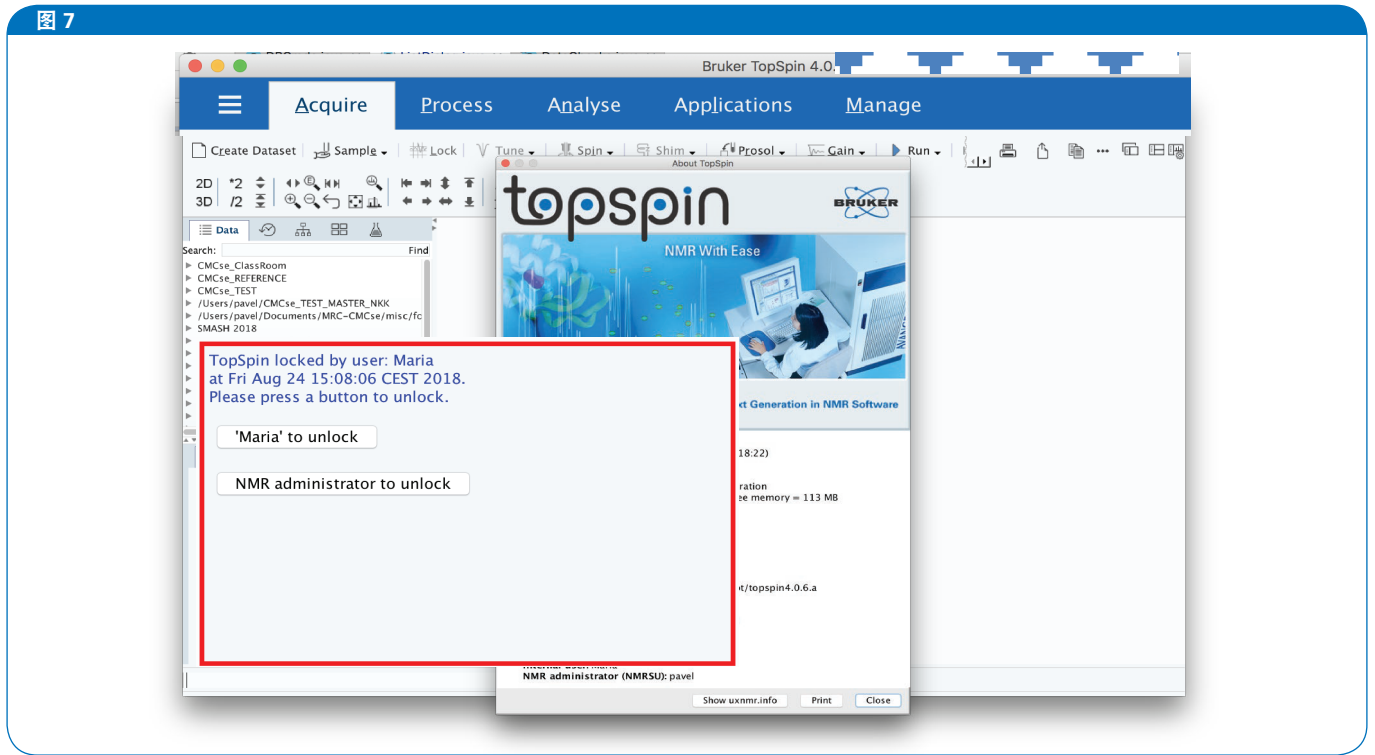 图 7
Bruker TopSpin 4.0.
Acquire Process Analyse Applications Manage
Create Dataset Sample Lock Tune Spin Shim Prosol Gain Run
About TopSpin
2D *2
3D /2
topspin
BRUKER
NMR With Ease
Data
Search: Find
CMCse_ClassRoom
CMCse_REFERENCE
CMCse_TEST
/Users/pavel/CMCse_TEST_MASTER_NKK
/Users/pavel/Documents/MRC-CMCse/misc/fc
SMASH 2018
AVANCE
TopSpin locked by user: Maria
at Fri Aug 24 15:08:06 CEST 2018.
Please press a button to unlock.
'Maria' to unlock
NMR administrator to unlock
Generation in NMR Software
18:22)
memory = 113 MB
/topspin4.0.6.a
NMR administrator (NMRSU): pavel
Show uxnmr.info Print Close